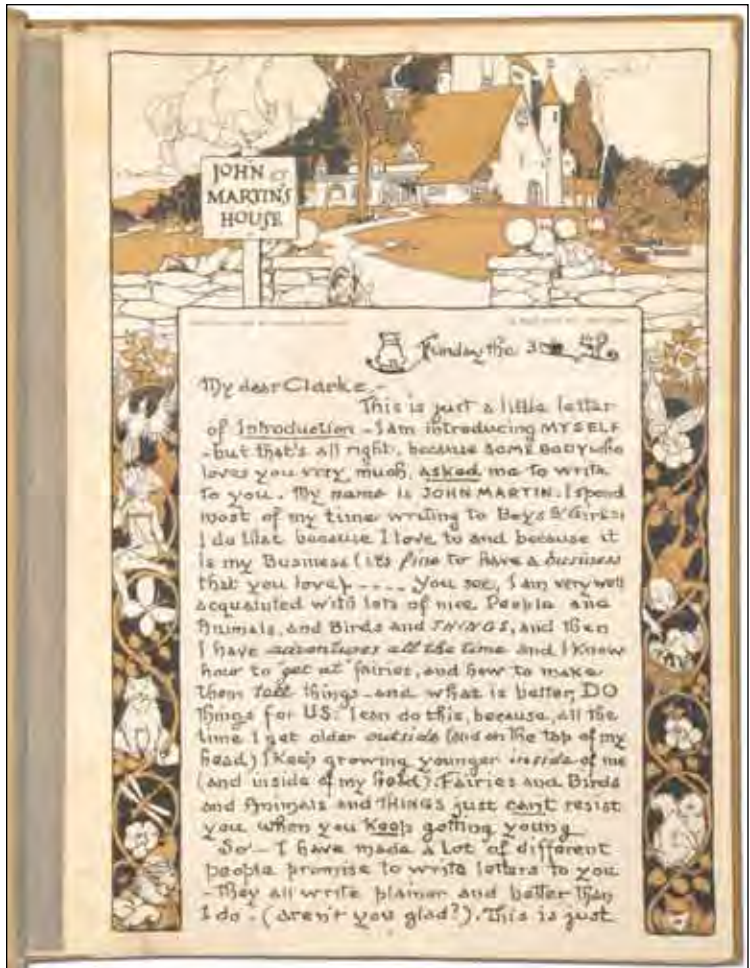 JOHN
MARTIN'S
HOUSE
Funday the 3
My dear Clarke,-
This is just a little letter
of Introduction - I am introducing MYSELF
- but that's all right, because SOMEBODY who
loves you very much, asked me to write
to you. My name is JOHN MARTIN. I spend
most of my time writing to Boys & Girls;
I do that because I love to and because it
is my Business (its fine to have a business
that you love). - - - - You see, I am very well
acquainted with lots of nice People and
Animals, and Birds and THINGS, and then
I have adventures all the time and I know
how to "get at" fairies, and how to make
them tell things - and what is better, DO
things for US. I can do this, because, all the
time I get older outside (and on the top of my
head) I keep growing younger inside of me
(and inside of my head). Fairies and Birds
and Animals and THINGS just cant resist
you when you keep getting young
So - I have made a lot of different
people promise to write letters to you
- They all write plainer and better than
I do - (aren't you glad?). This is just